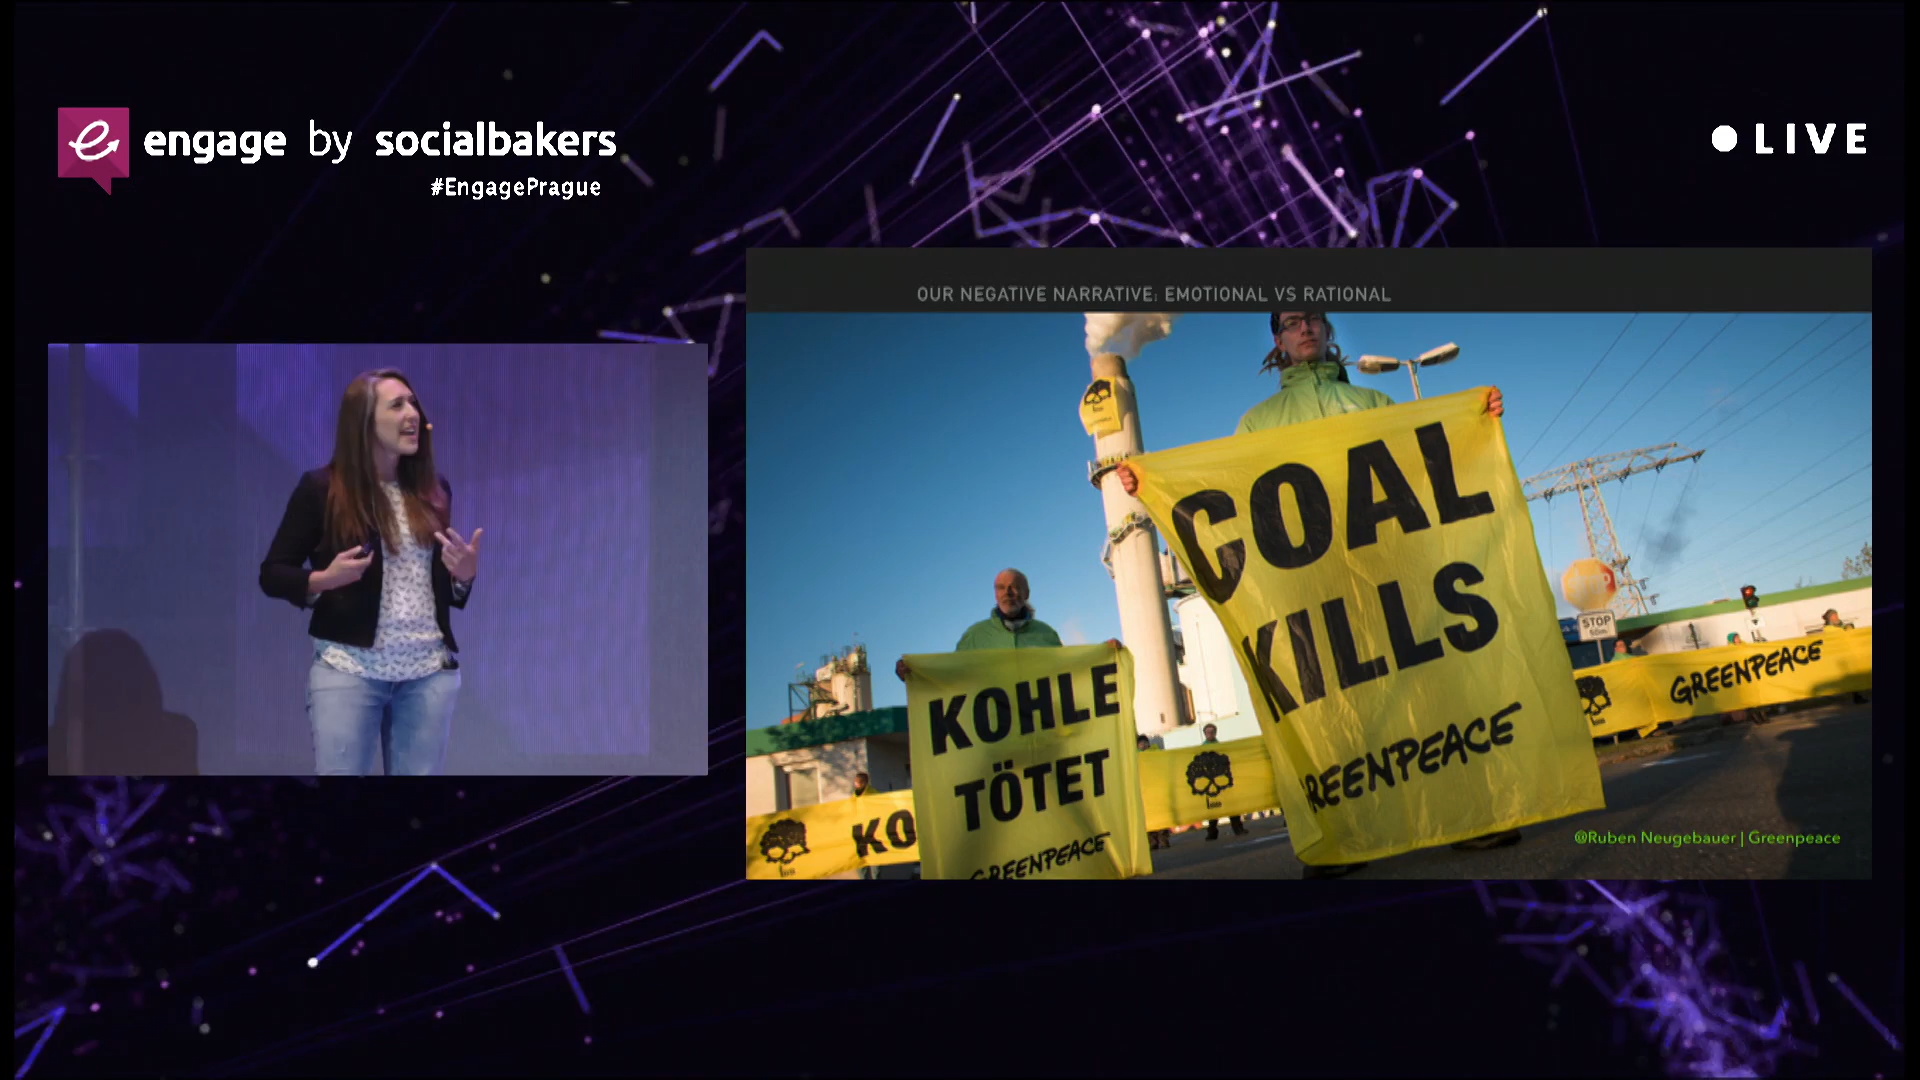 engage by socialbakers
#EngagePrague
LIVE
OUR NEGATIVE NARRATIVE: EMOTIONAL VS RATIONAL
COAL
KILLS
GREENPEACE
KOHLE
TÖTET
GREENPEACE
KO
STOP
GREENPEACE
@Ruben Neugebauer | Greenpeace